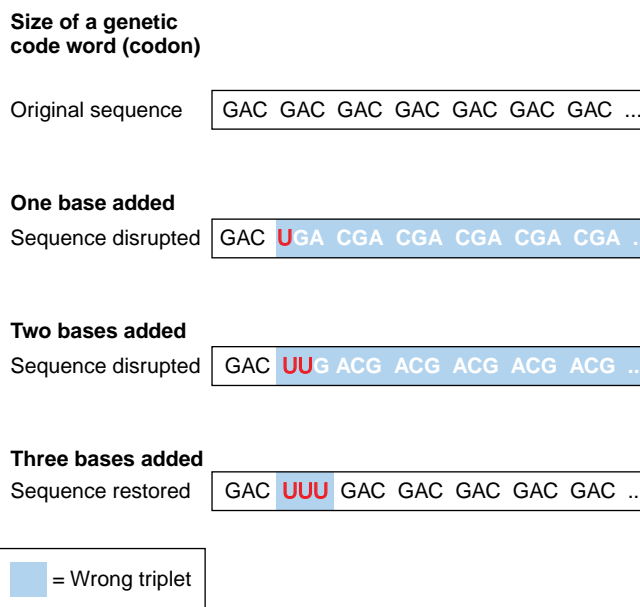 Size of a genetic
code word (codon)
Original sequence GAC GAC GAC GAC GAC GAC GAC ...
One base added
Sequence disrupted GAC UGA CGA CGA CGA CGA CGA .
Two bases added
Sequence disrupted GAC UUG ACG ACG ACG ACG ACG ..
Three bases added
Sequence restored GAC UUU GAC GAC GAC GAC GAC ..
= Wrong triplet